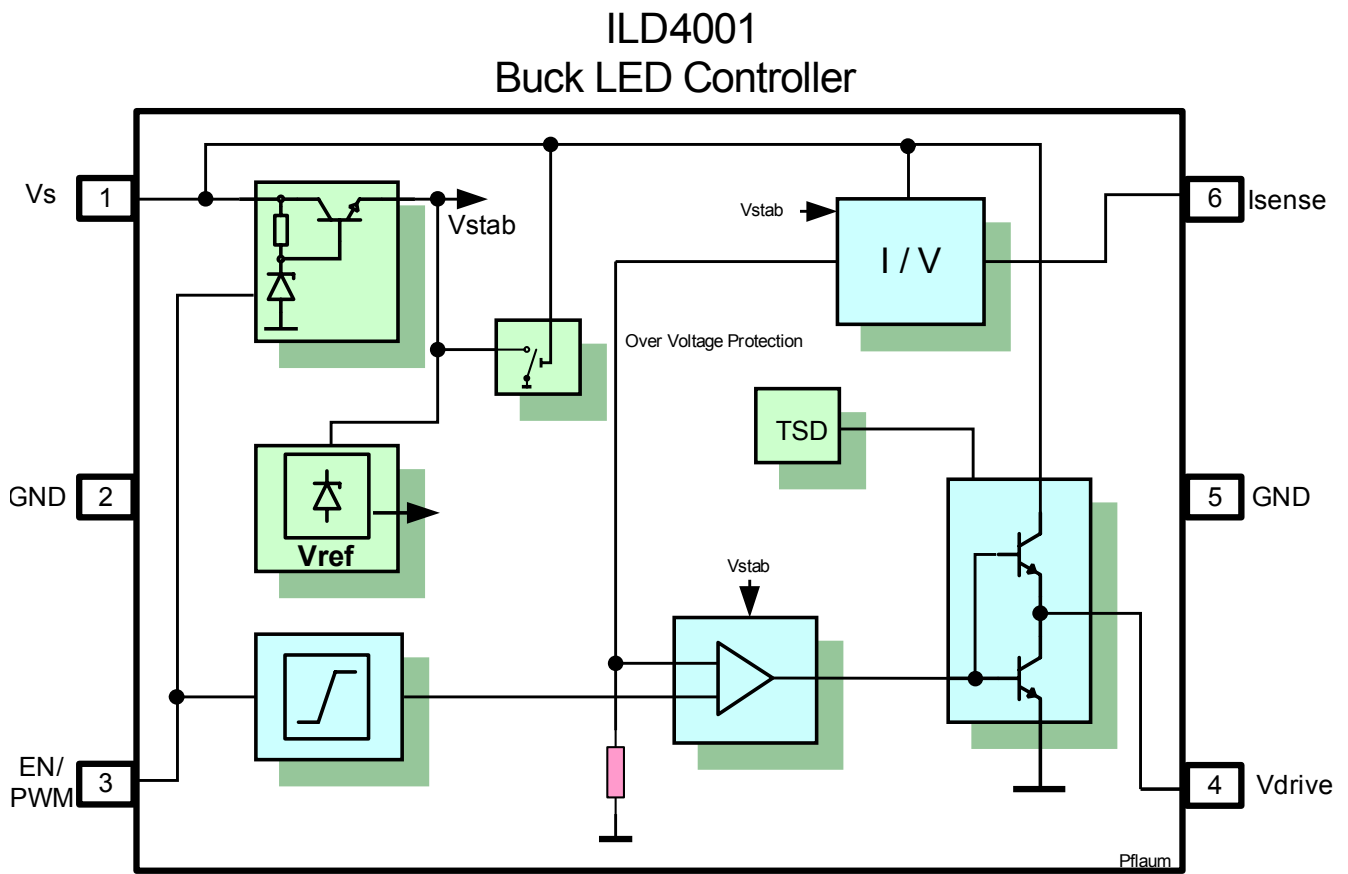 ILD4001
Buck LED Controller
Vs
1
Vstab
Vstab
I / V
6
Isense
Over Voltage Protection
TSD
GND
2
Vref
5
GND
Vstab
EN/
PWM
3
4
Vdrive
Pflaum